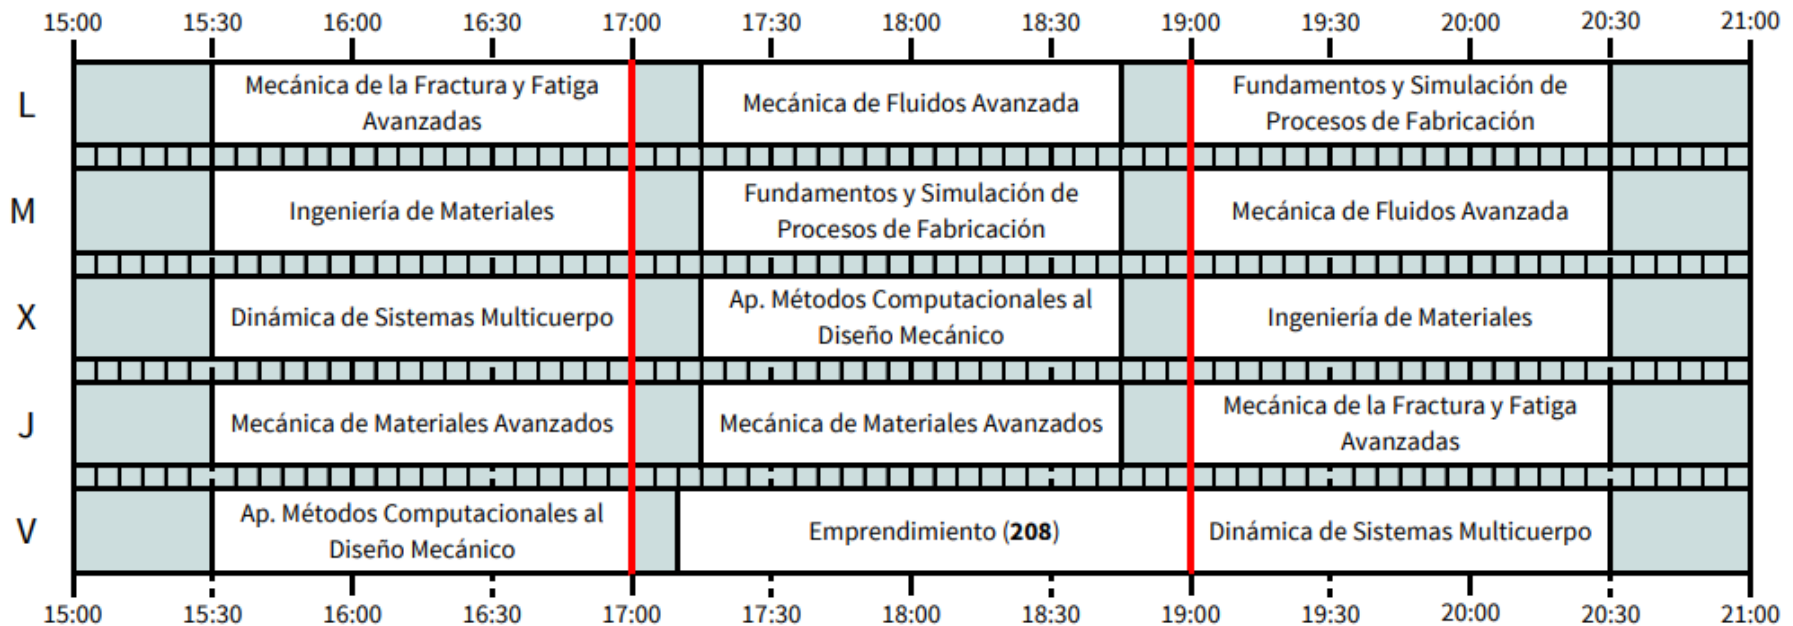 15:00 15:30 16:00 16:30 17:00 17:30 18:00 18:30 19:00 19:30 20:00 20:30 21:00
L
Mecánica de la Fractura y Fatiga
Avanzadas
Mecánica de Fluidos Avanzada
Fundamentos y Simulación de
Procesos de Fabricación
M
Ingeniería de Materiales
Fundamentos y Simulación de
Procesos de Fabricación
Mecánica de Fluidos Avanzada
X
Dinámica de Sistemas Multicuerpo
Ap. Métodos Computacionales al
Diseño Mecánico
Ingeniería de Materiales
J
Mecánica de Materiales Avanzados
Mecánica de Materiales Avanzados
Mecánica de la Fractura y Fatiga
Avanzadas
V
Ap. Métodos Computacionales al
Diseño Mecánico
Emprendimiento (208)
Dinámica de Sistemas Multicuerpo
15:00 15:30 16:00 16:30 17:00 17:30 18:00 18:30 19:00 19:30 20:00 20:30 21:00